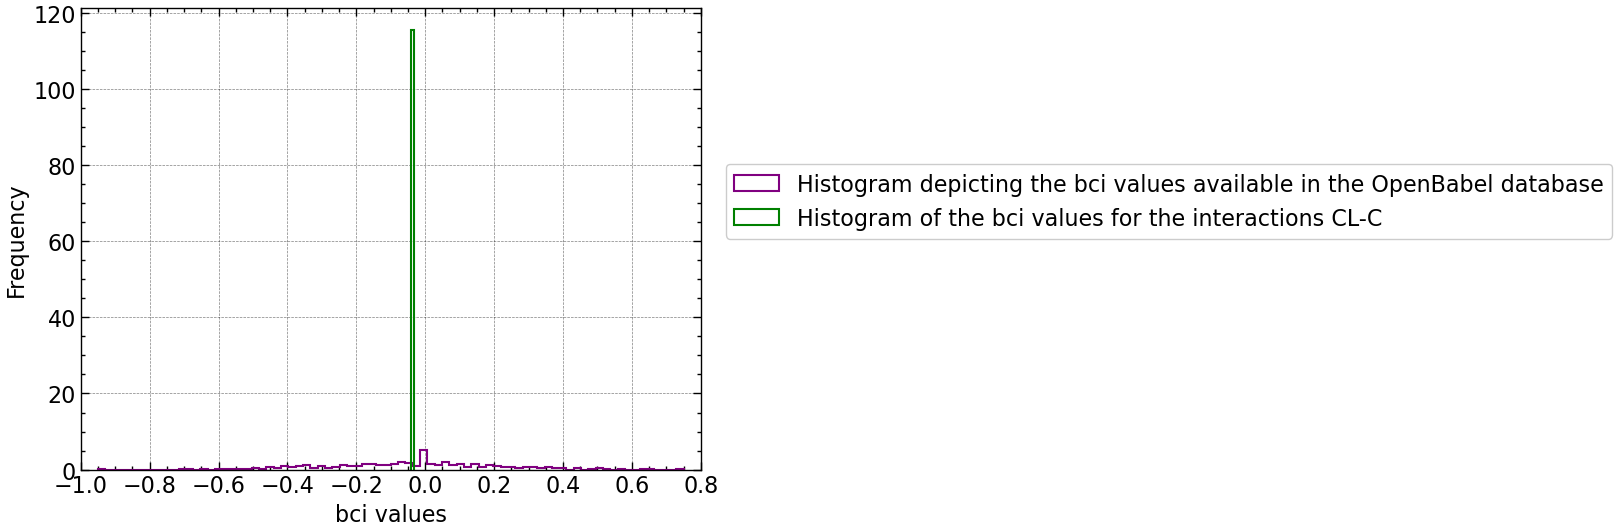 120
100
80
60
40
20
0
Frequency
−1.0 −0.8 −0.6 −0.4 −0.2 0.0 0.2 0.4 0.6 0.8
bci values
Histogram depicting the bci values available in the OpenBabel database
Histogram of the bci values for the interactions CL-C